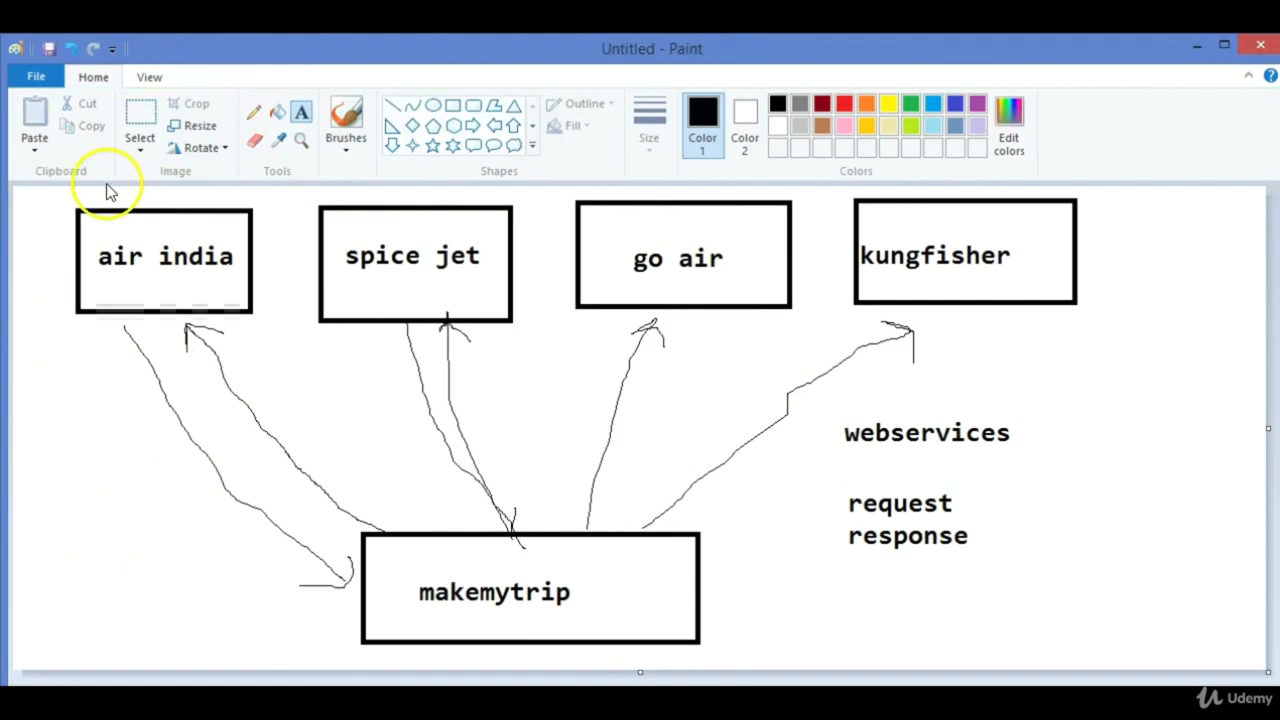 Untitled - Paint
File Home View
Paste
Cut
Copy
Clipboard
Select
Crop
Resize
Rotate
Image
Tools
Brushes
Shapes
Outline
Fill
Size
Color 1
Color 2
Edit colors
Colors
air india
spice jet
go air
kungfisher
webservices
request
response
makemytrip
Udemy